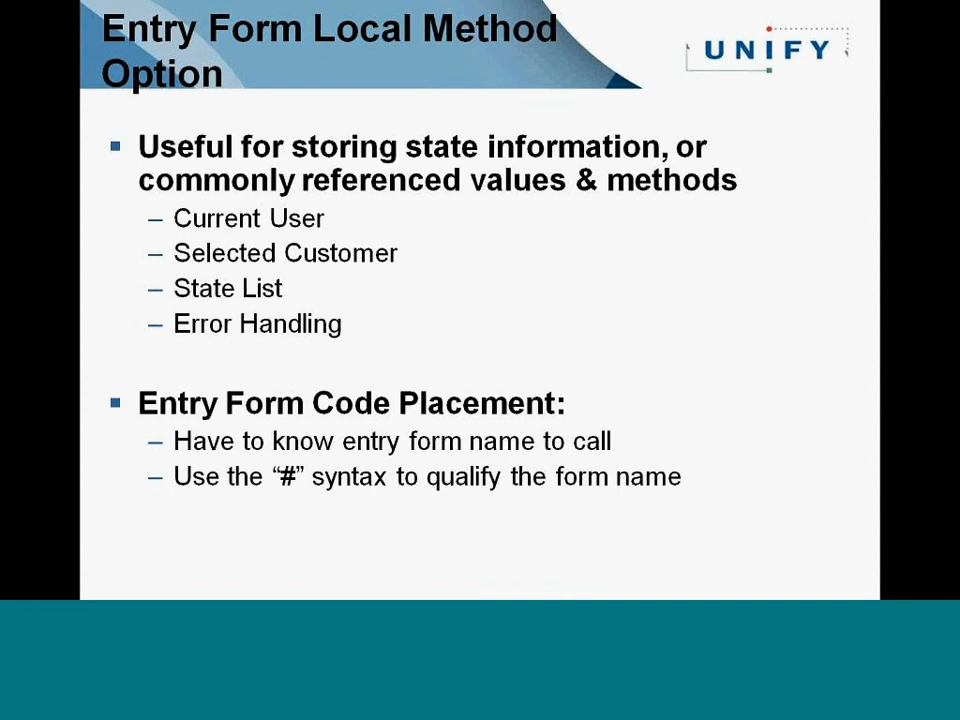 Entry Form Local Method
Option
UNIFY
▪ Useful for storing state information, or
commonly referenced values & methods
– Current User
– Selected Customer
– State List
– Error Handling
▪ Entry Form Code Placement:
– Have to know entry form name to call
– Use the “#” syntax to qualify the form name